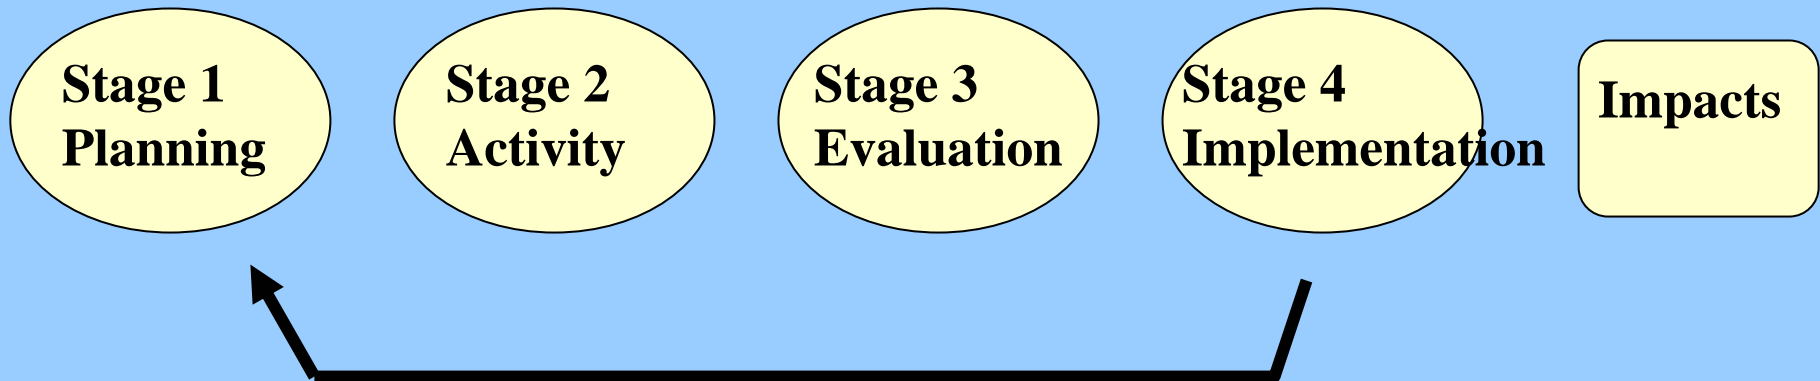 Stage 1
Planning
Stage 2
Activity
Stage 3
Evaluation
Stage 4
Implementation
Impacts